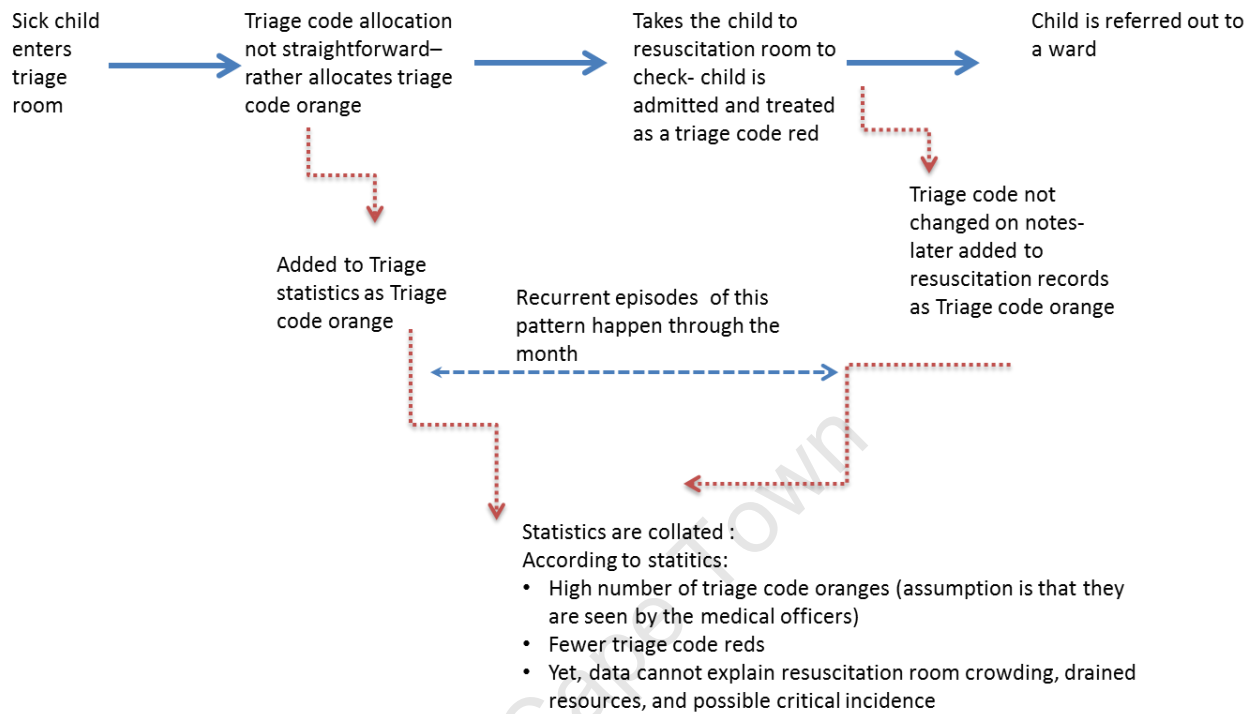 Sick child
enters
triage
room
Triage code allocation
not straightforward–
rather allocates triage
code orange
Takes the child to
resuscitation room to
check- child is
admitted and treated
as a triage code red
Child is referred out to
a ward
Triage code not
changed on notes-
later added to
resuscitation records
as Triage code orange
Added to Triage
statistics as Triage
code orange
Recurrent episodes of this
pattern happen through the
month
Statistics are collated :
According to statitics:
• High number of triage code oranges (assumption is that they
are seen by the medical officers)
• Fewer triage code reds
• Yet, data cannot explain resuscitation room crowding, drained
resources, and possible critical incidence
Cape Town